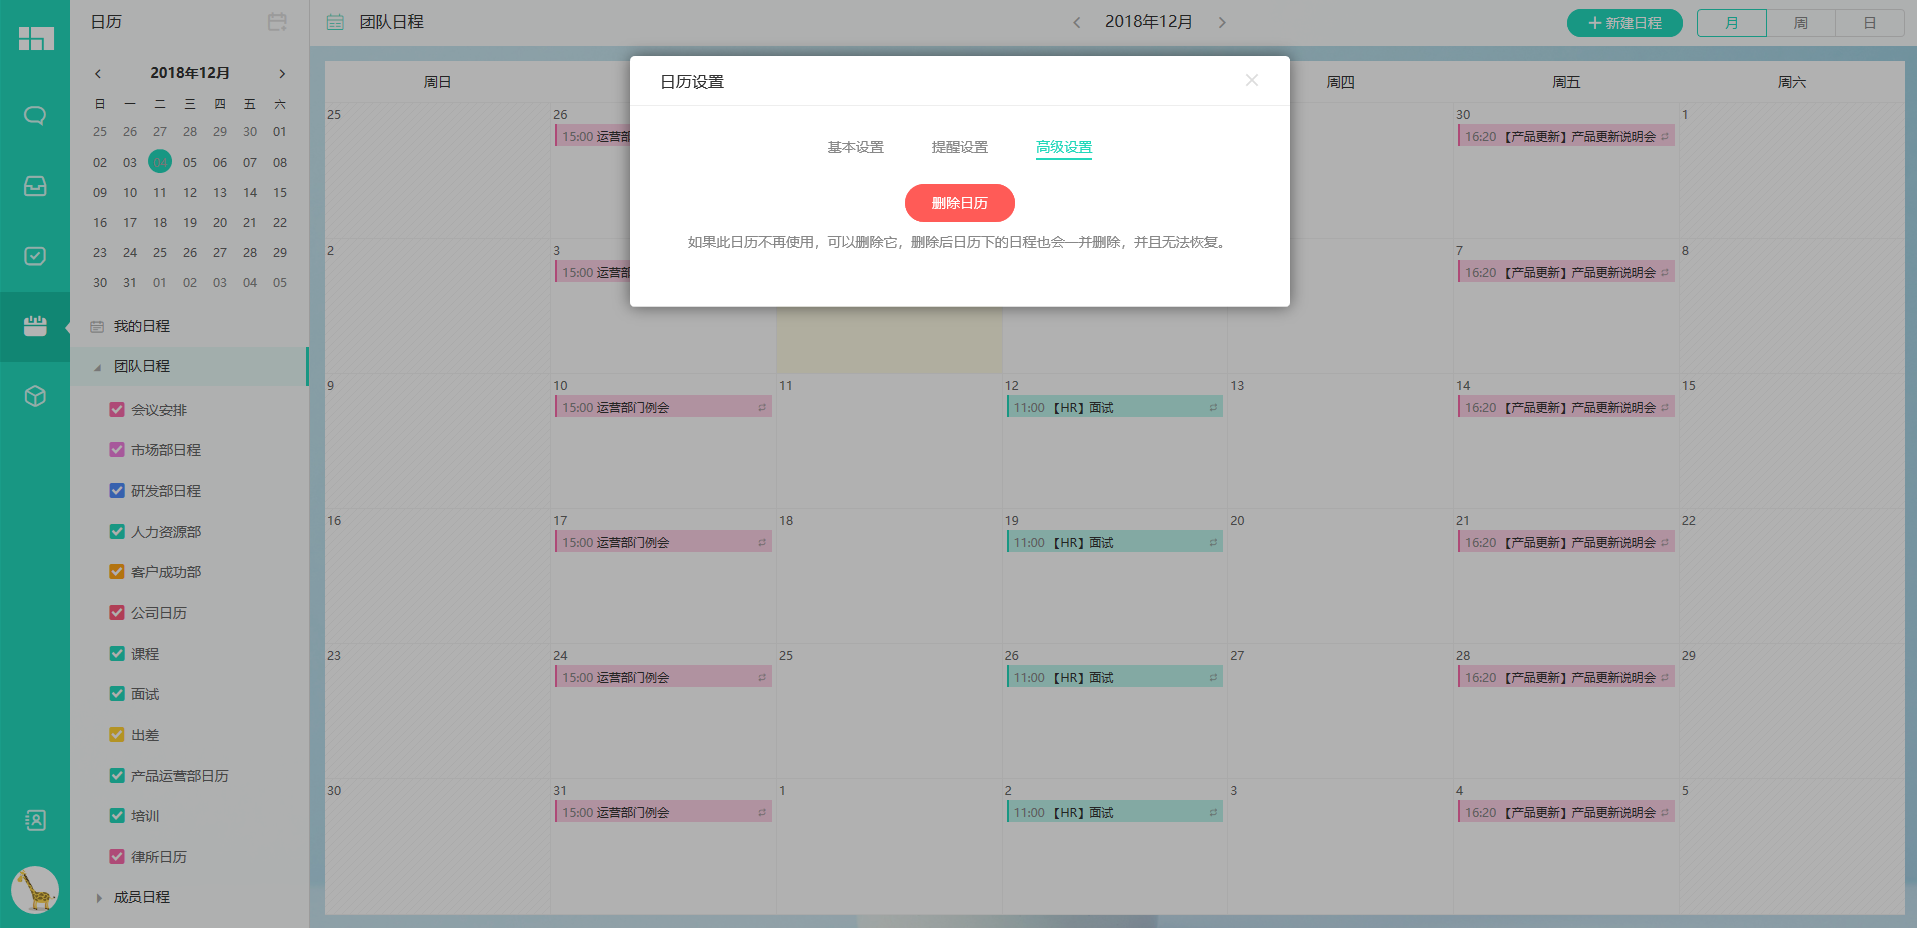 日历
团队日程
2018年12月
新建日程
月 周 日
2018年12月
日 一 二 三 四 五 六
25 26 27 28 29 30 01
02 03 04 05 06 07 08
09 10 11 12 13 14 15
16 17 18 19 20 21 22
23 24 25 26 27 28 29
30 31 01 02 03 04 05
我的日程
团队日程
会议安排
市场部日程
研发部日程
人力资源部
客户成功部
公司日历
课程
面试
出差
产品运营部日历
培训
律所日历
成员日程
日历设置
基本设置 提醒设置 高级设置
删除日历
如果此日历不再使用，可以删除它，删除后日历下的日程也会一并删除，并且无法恢复。
周日 周四 周五 周六
25 26 30 1
15:00 运营部 16:20 【产品更新】产品更新说明会
2 3 7 8
15:00 运营部 16:20 【产品更新】产品更新说明会
9 10 11 12 13 14 15
15:00 运营部门例会 11:00 【HR】面试 16:20 【产品更新】产品更新说明会
16 17 18 19 20 21 22
15:00 运营部门例会 11:00 【HR】面试 16:20 【产品更新】产品更新说明会
23 24 25 26 27 28 29
15:00 运营部门例会 11:00 【HR】面试 16:20 【产品更新】产品更新说明会
30 31 1 2 3 4 5
15:00 运营部门例会 11:00 【HR】面试 16:20 【产品更新】产品更新说明会